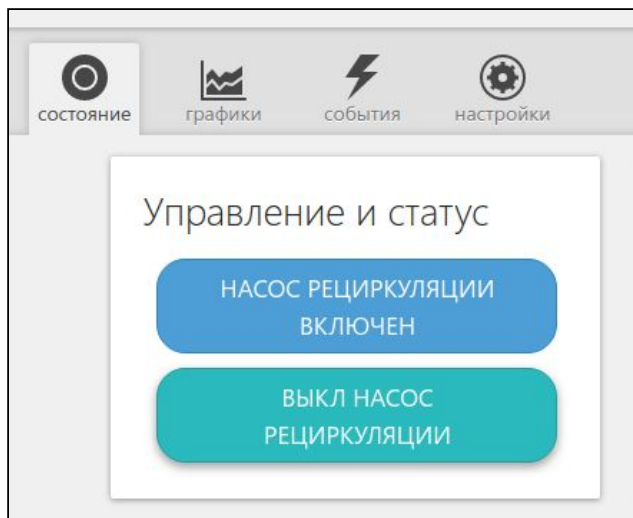 состояние графики события настройки
Управление и статус
НАСОС РЕЦИРКУЛЯЦИИ
ВКЛЮЧЕН
ВЫКЛ НАСОС
РЕЦИРКУЛЯЦИИ